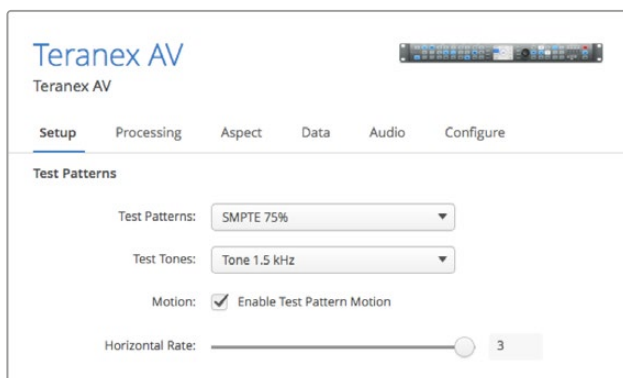 Teranex AV
Teranex AV
Setup Processing Aspect Data Audio Configure
Test Patterns
Test Patterns: SMPTE 75%
Test Tones: Tone 1.5 kHz
Motion: Enable Test Pattern Motion
Horizontal Rate: 3